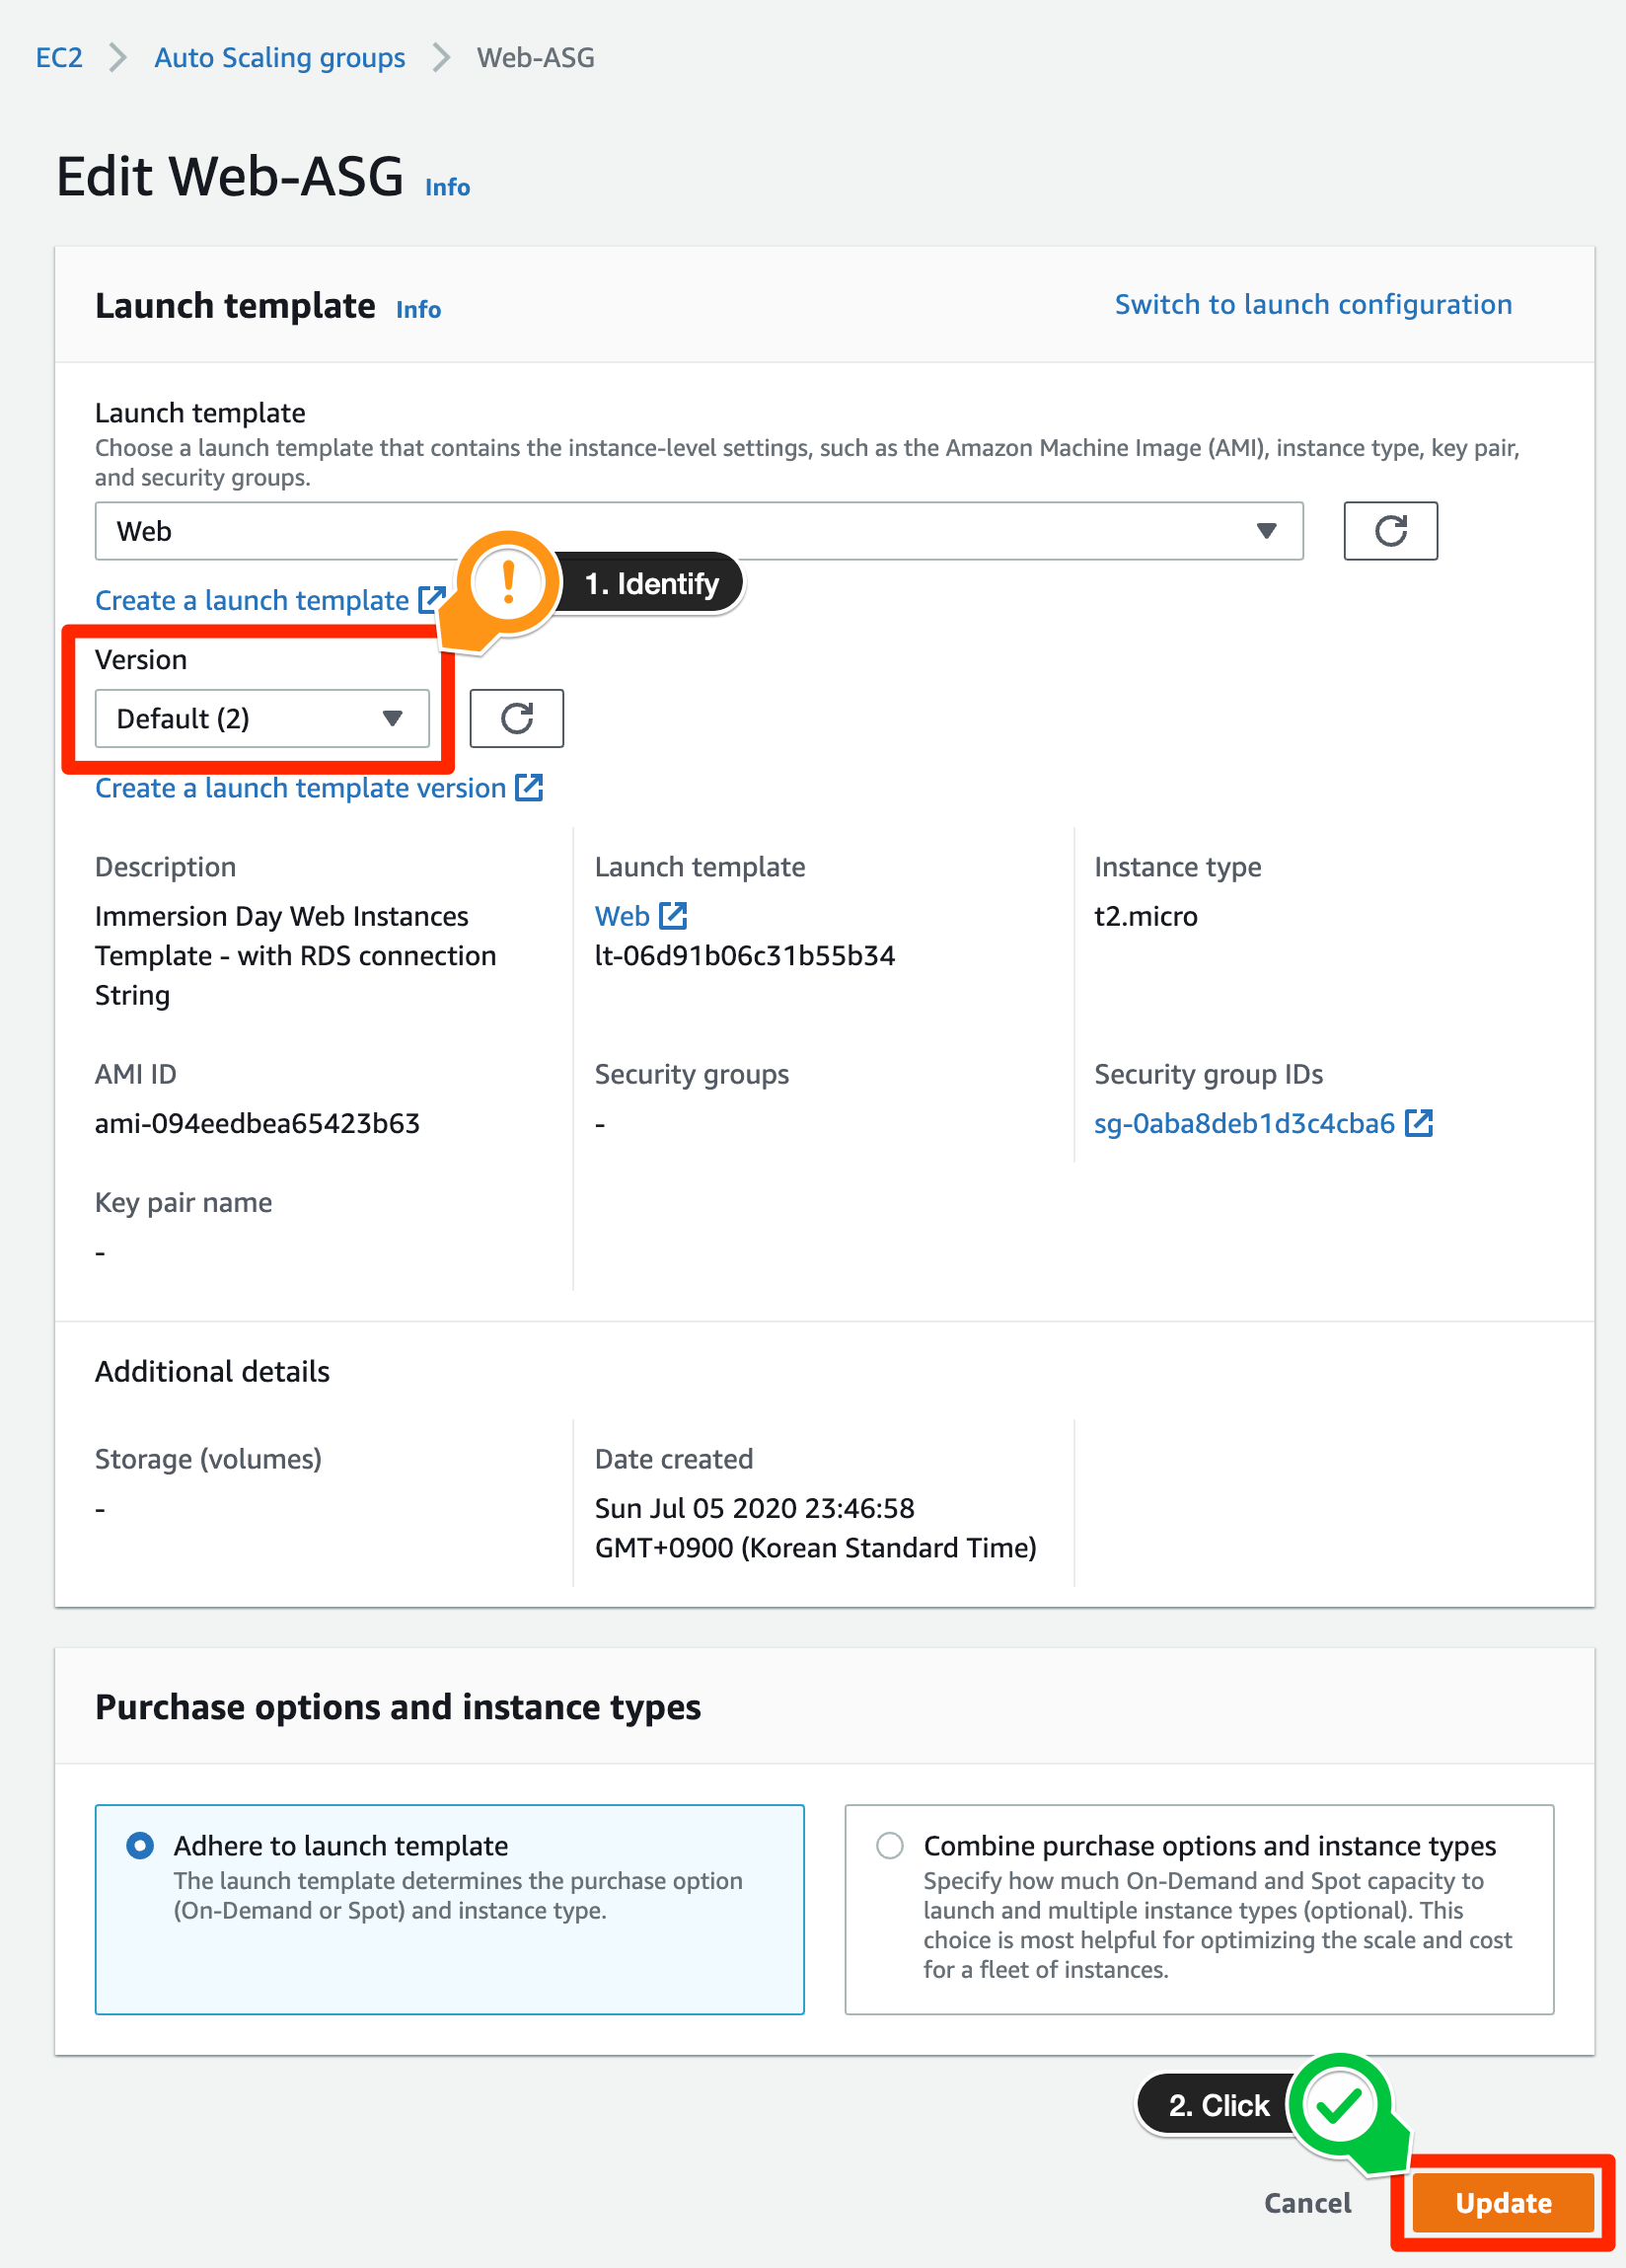 EC2 > Auto Scaling groups > Web-ASG
Edit Web-ASG Info
Launch template Info
Switch to launch configuration
Launch template
Choose a launch template that contains the instance-level settings, such as the Amazon Machine Image (AMI), instance type, key pair,
and security groups.
Web
Create a launch template
! 1. Identify
Version
Default (2)
Create a launch template version
Description
Immersion Day Web Instances
Template - with RDS connection
String
Launch template
Web
lt-06d91b06c31b55b34
Instance type
t2.micro
AMI ID
ami-094eedbea65423b63
Security groups
-
Security group IDs
sg-0aba8deb1d3c4cba6
Key pair name
-
Additional details
Storage (volumes)
-
Date created
Sun Jul 05 2020 23:46:58
GMT+0900 (Korean Standard Time)
Purchase options and instance types
Adhere to launch template
The launch template determines the purchase option
(On-Demand or Spot) and instance type.
Combine purchase options and instance types
Specify how much On-Demand and Spot capacity to
launch and multiple instance types (optional). This
choice is most helpful for optimizing the scale and cost
for a fleet of instances.
2. Click
Cancel
Update